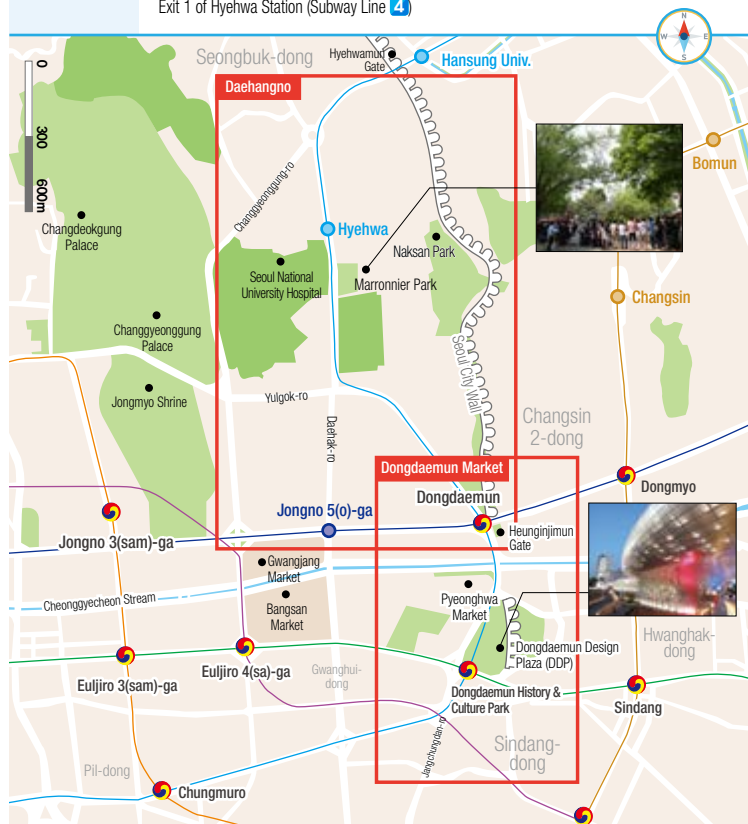 Exit 1 of Hyehwa Station (Subway Line 4)
N
W E
S
0
300
600m
Seongbuk-dong
Hyehwamun
Gate
Hansung Univ.
Daehangno
Bomun
Changgyeonggung-ro
Changdeokgung
Palace
Hyehwa
Naksan Park
Seoul National
University Hospital
Marronnier Park
Changsin
Changgyeonggung
Palace
Seoul City Wall
Jongmyo Shrine
Yulgok-ro
Daehak-ro
Changsin
2-dong
Dongdaemun Market
Dongdaemun
Dongmyo
Jongno 5(o)-ga
Jongno 3(sam)-ga
Heunginjimun
Gate
Gwangjang
Market
Cheonggyecheon Stream
Bangsan
Market
Pyeonghwa
Market
Hwanghak-
dong
Dongdaemun Design
Plaza (DDP)
Euljiro 3(sam)-ga
Euljiro 4(sa)-ga
Gwanghui-
dong
Dongdaemun History &
Culture Park
Sindang
Jangchungdan-ro
Sindang-
dong
Pil-dong
Chungmuro